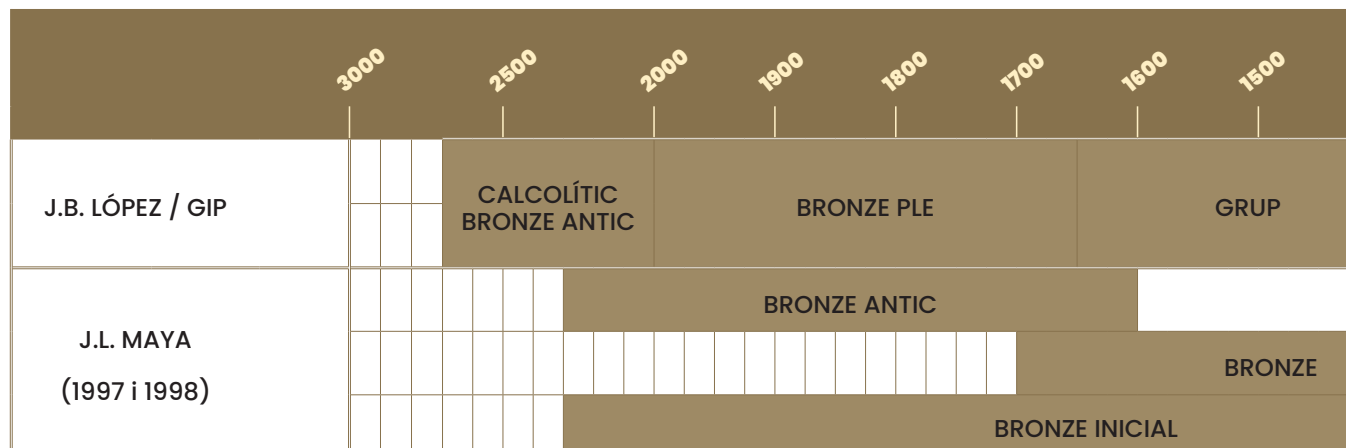 3000 2500 2000 1900 1800 1700 1600 1500
J.B. LÓPEZ / GIP
CALCOLÍTIC
BRONZE ANTIC
BRONZE PLE
GRUP
J.L. MAYA
(1997 i 1998)
BRONZE ANTIC
BRONZE
BRONZE INICIAL